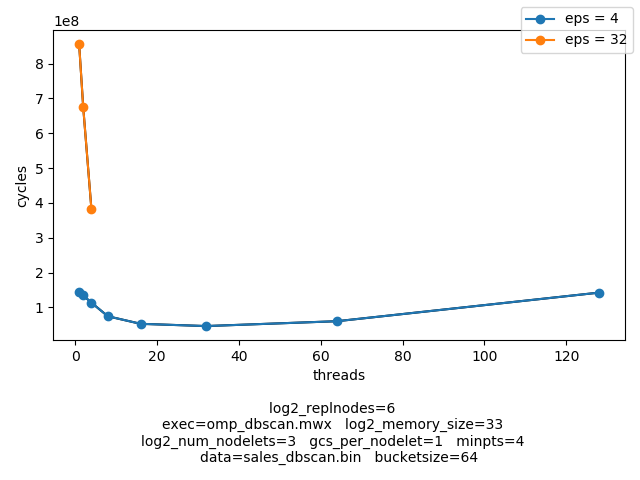 1e8
eps = 4
eps = 32
8
7
6
5
4
3
2
1
cycles
0 20 40 60 80 100 120
threads
log2_replnodes=6
exec=omp_dbscan.mwx log2_memory_size=33
log2_num_nodelets=3 gcs_per_nodelet=1 minpts=4
data=sales_dbscan.bin bucketsize=64